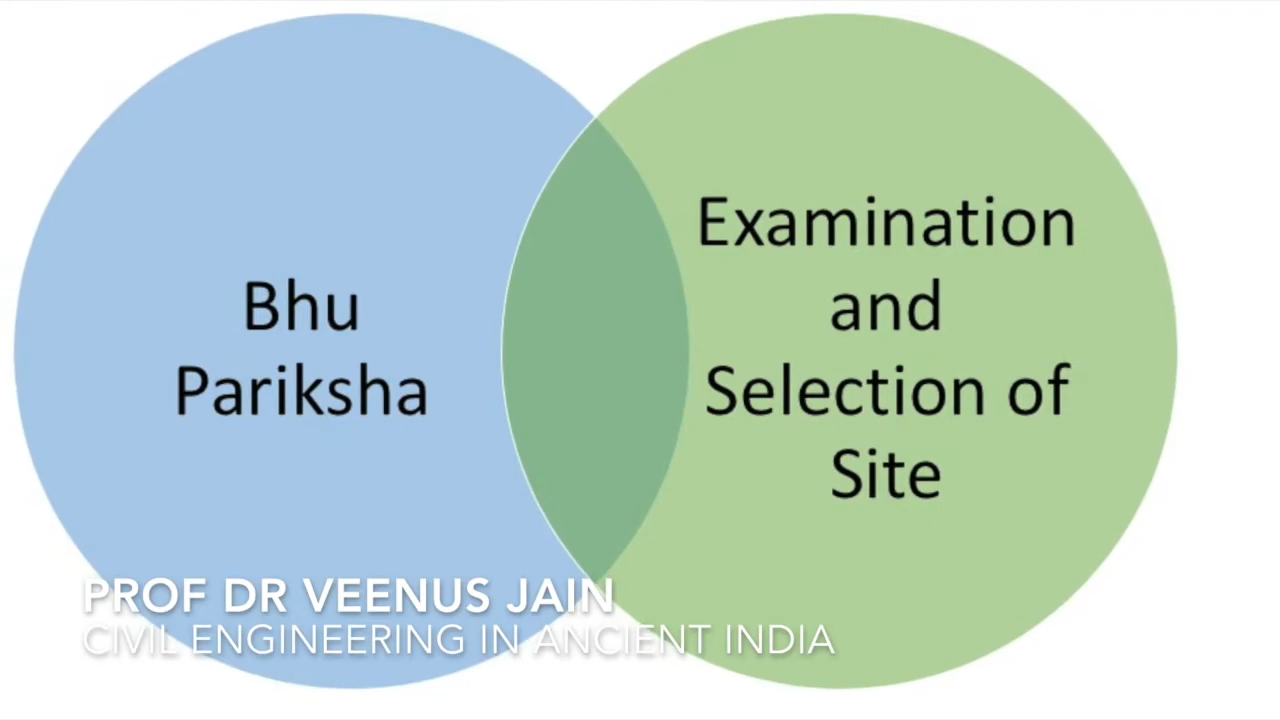 Bhu
Pariksha
Examination
and
Selection of
Site
PROF DR VEENUS JAIN
CIVIL ENGINEERING IN ANCIENT INDIA